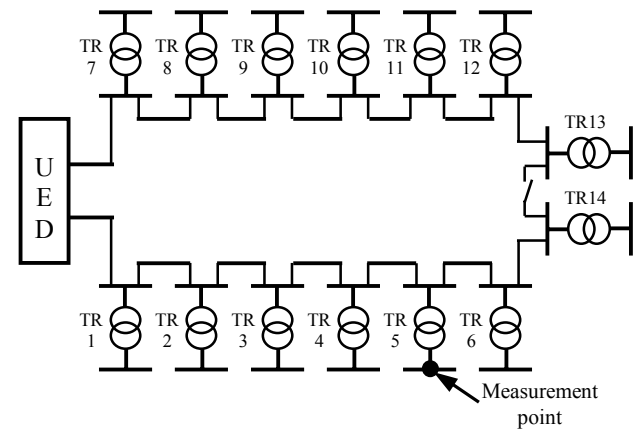 TR TR TR TR TR TR
7 8 9 10 11 12
TR13
U
E
D
TR14
TR TR TR TR TR TR
1 2 3 4 5 6
Measurement
point